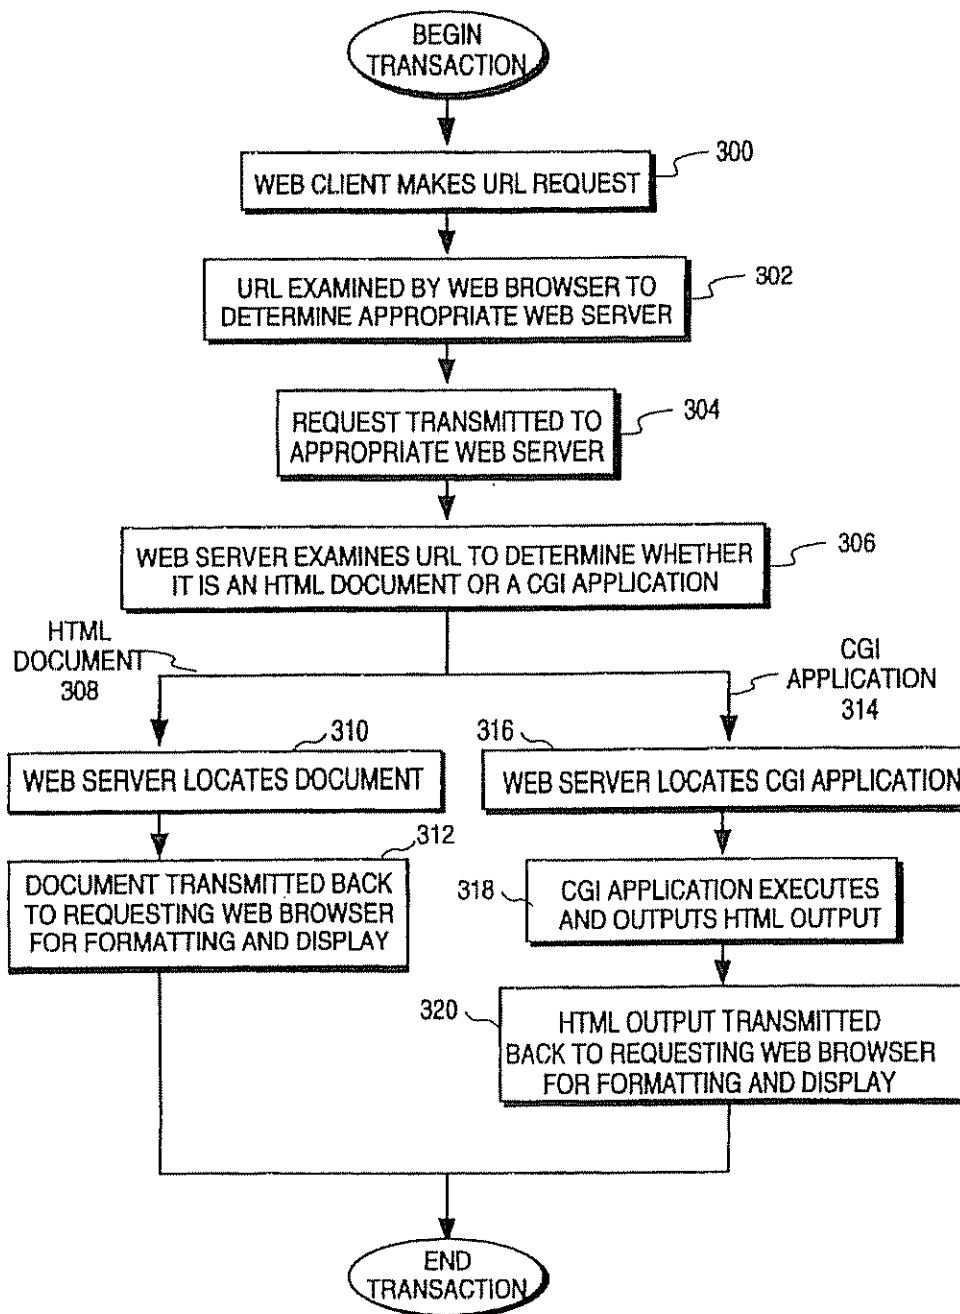 BEGIN
TRANSACTION
300
WEB CLIENT MAKES URL REQUEST
302
URL EXAMINED BY WEB BROWSER TO
DETERMINE APPROPRIATE WEB SERVER
304
REQUEST TRANSMITTED TO
APPROPRIATE WEB SERVER
306
WEB SERVER EXAMINES URL TO DETERMINE WHETHER
IT IS AN HTML DOCUMENT OR A CGI APPLICATION
HTML
DOCUMENT
308
CGI
APPLICATION
314
310
WEB SERVER LOCATES DOCUMENT
316
WEB SERVER LOCATES CGI APPLICATION
312
DOCUMENT TRANSMITTED BACK
TO REQUESTING WEB BROWSER
FOR FORMATTING AND DISPLAY
318
CGI APPLICATION EXECUTES
AND OUTPUTS HTML OUTPUT
320
HTML OUTPUT TRANSMITTED
BACK TO REQUESTING WEB BROWSER
FOR FORMATTING AND DISPLAY
END
TRANSACTION